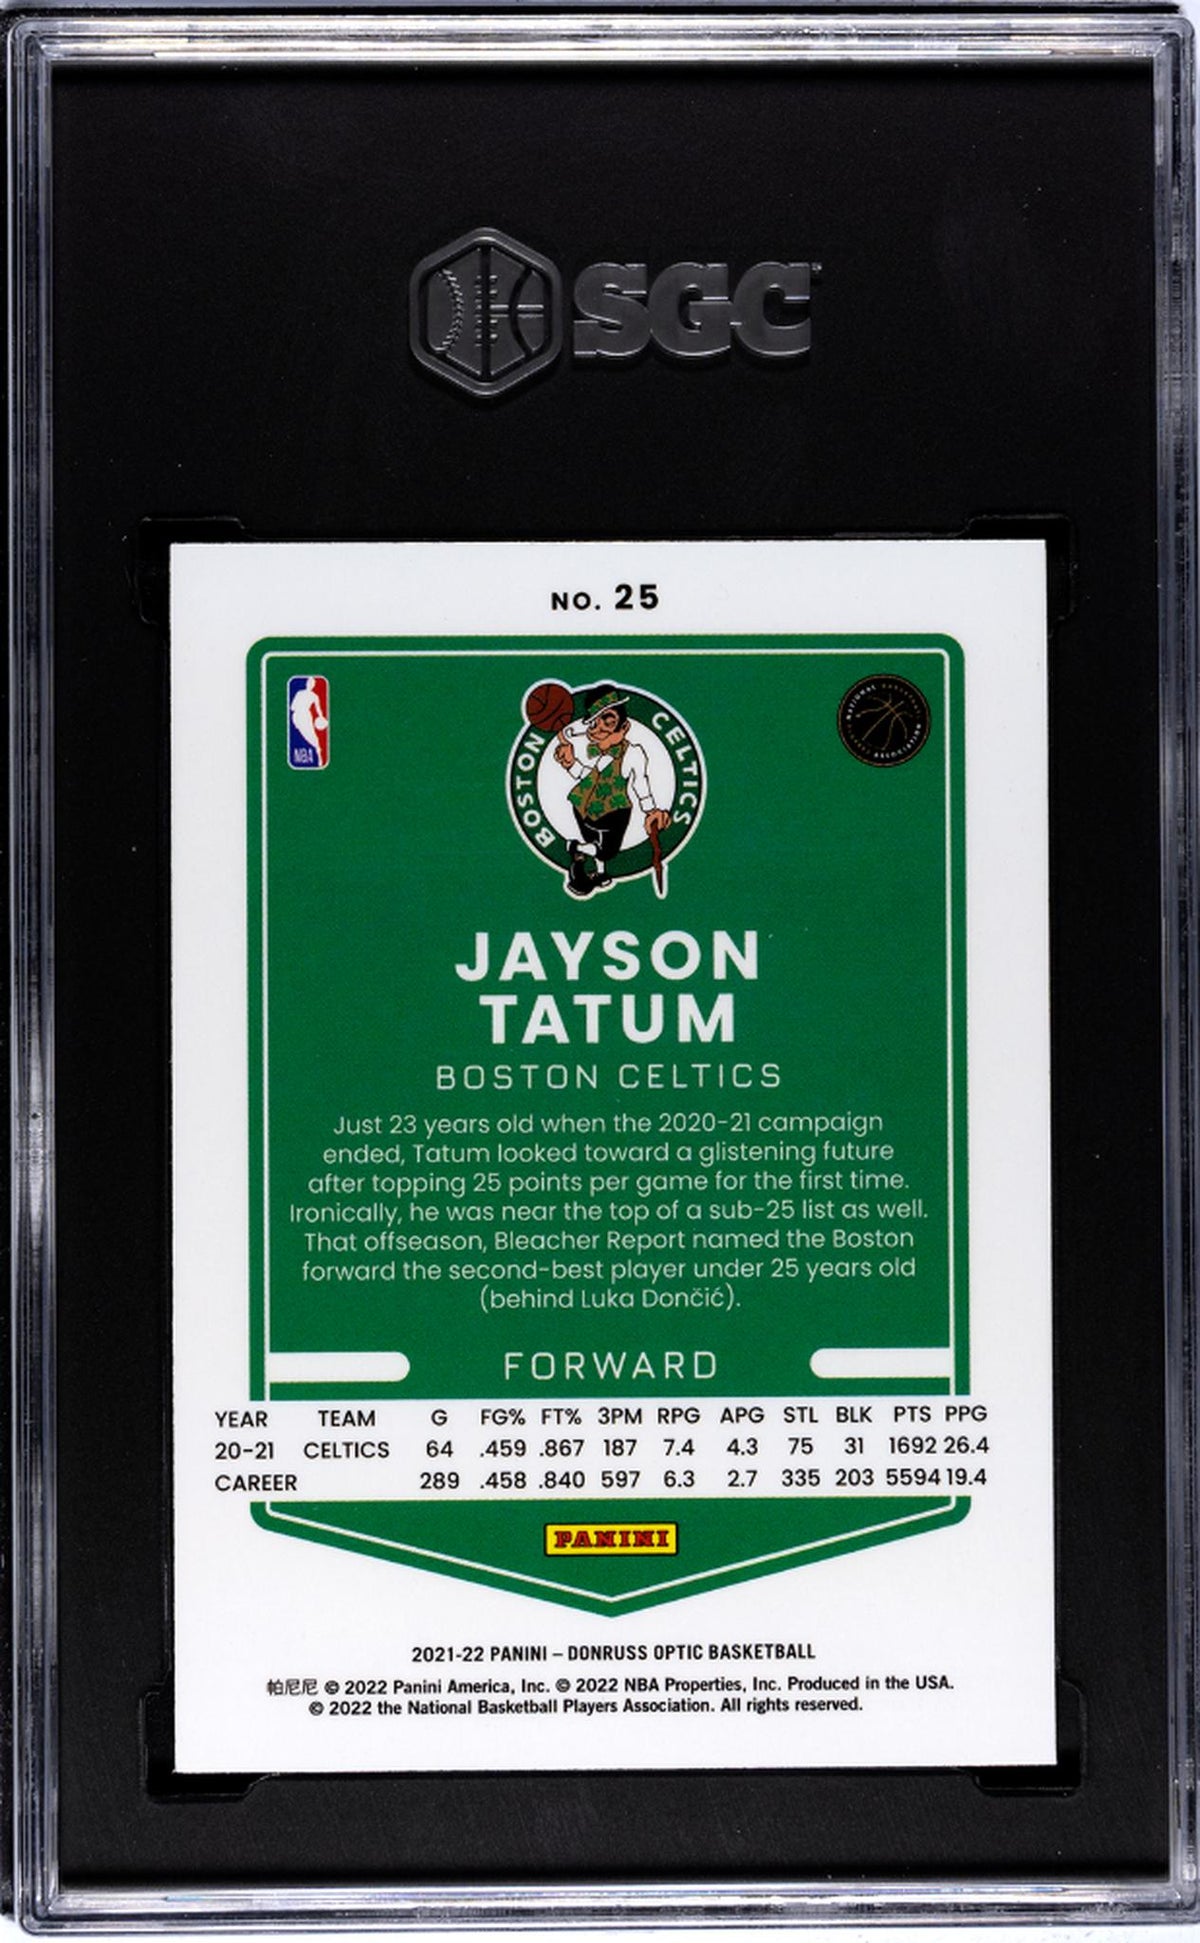 SGC
NO. 25
NBA
BOSTON CELTICS
NATIONAL BASKETBALL PLAYERS ASSOCIATION
JAYSON
TATUM
BOSTON CELTICS
Just 23 years old when the 2020-21 campaign
ended, Tatum looked toward a glistening future
after topping 25 points per game for the first time.
Ironically, he was near the top of a sub-25 list as well.
That offseason, Bleacher Report named the Boston
forward the second-best player under 25 years old
(behind Luka Dončić).
FORWARD
YEAR TEAM G FG% FT% 3PM RPG APG STL BLK PTS PPG
20-21 CELTICS 64 .459 .867 187 7.4 4.3 75 31 1692 26.4
CAREER 289 .458 .840 597 6.3 2.7 335 203 5594 19.4
PANINI
2021-22 PANINI – DONRUSS OPTIC BASKETBALL
帕尼尼 © 2022 Panini America, Inc. © 2022 NBA Properties, Inc. Produced in the USA.
© 2022 the National Basketball Players Association. All rights reserved.